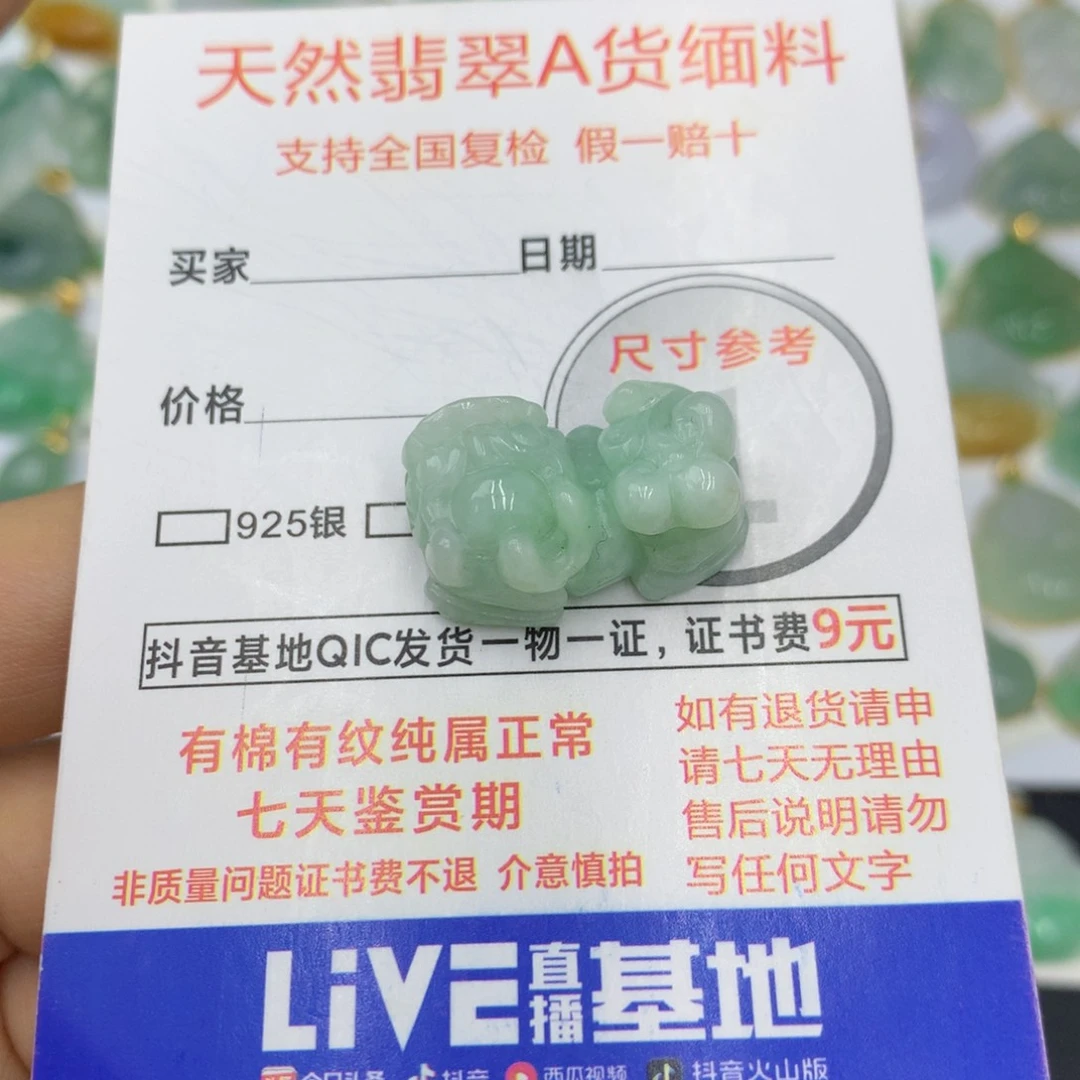 天然翡翠A货缅料
支持全国复检 假一赔十
买家 日期
尺寸参考
价格
925银
抖音基地QIC发货一物一证，证书费9元
有棉有纹纯属正常
七天鉴赏期
非质量问题证书费不退 介意慎拍
如有退货请申
请七天无理由
售后说明请勿
写任何文字
LiVE直播基地
今日头条 抖音 西瓜视频 抖音火山版